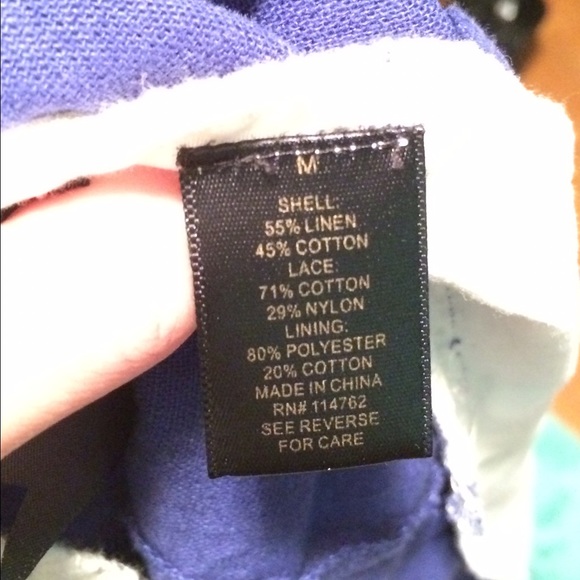 M
SHELL:
55% LINEN
45% COTTON
LACE:
71% COTTON
29% NYLON
LINING:
80% POLYESTER
20% COTTON
MADE IN CHINA
RN# 114762
SEE REVERSE
FOR CARE